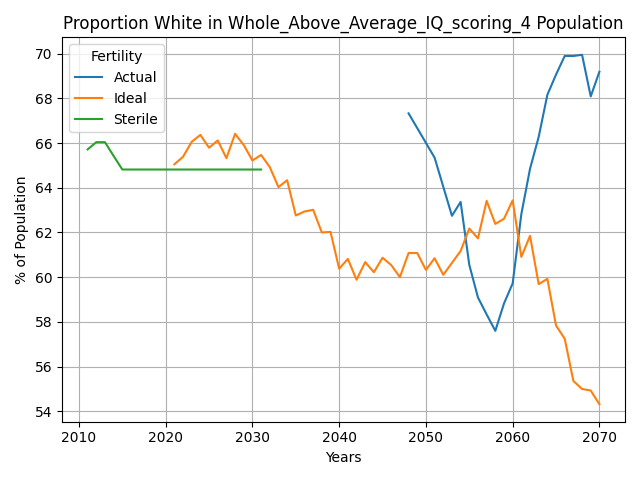 Proportion White in Whole_Above_Average_IQ_scoring_4 Population
Fertility
Actual
Ideal
Sterile
% of Population
70
68
66
64
62
60
58
56
54
2010 2020 2030 2040 2050 2060 2070
Years